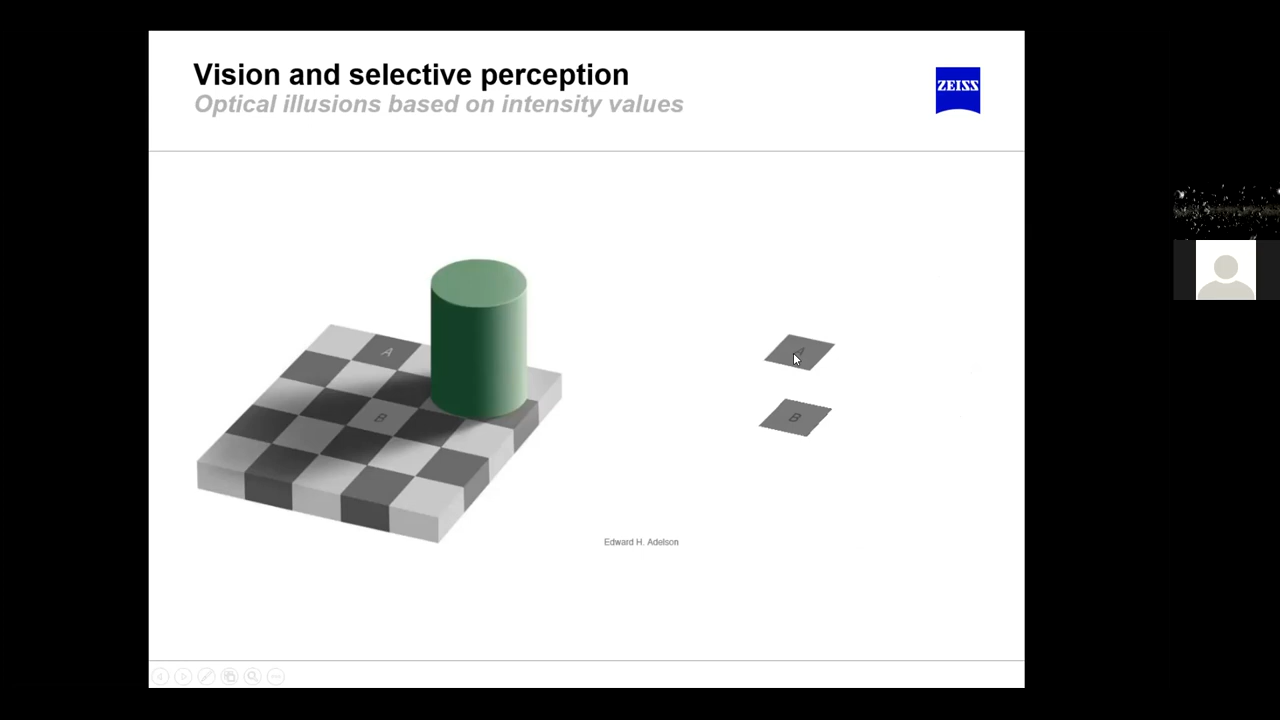 Vision and selective perception
Optical illusions based on intensity values
ZEISS
A
B
A
B
Edward H. Adelson